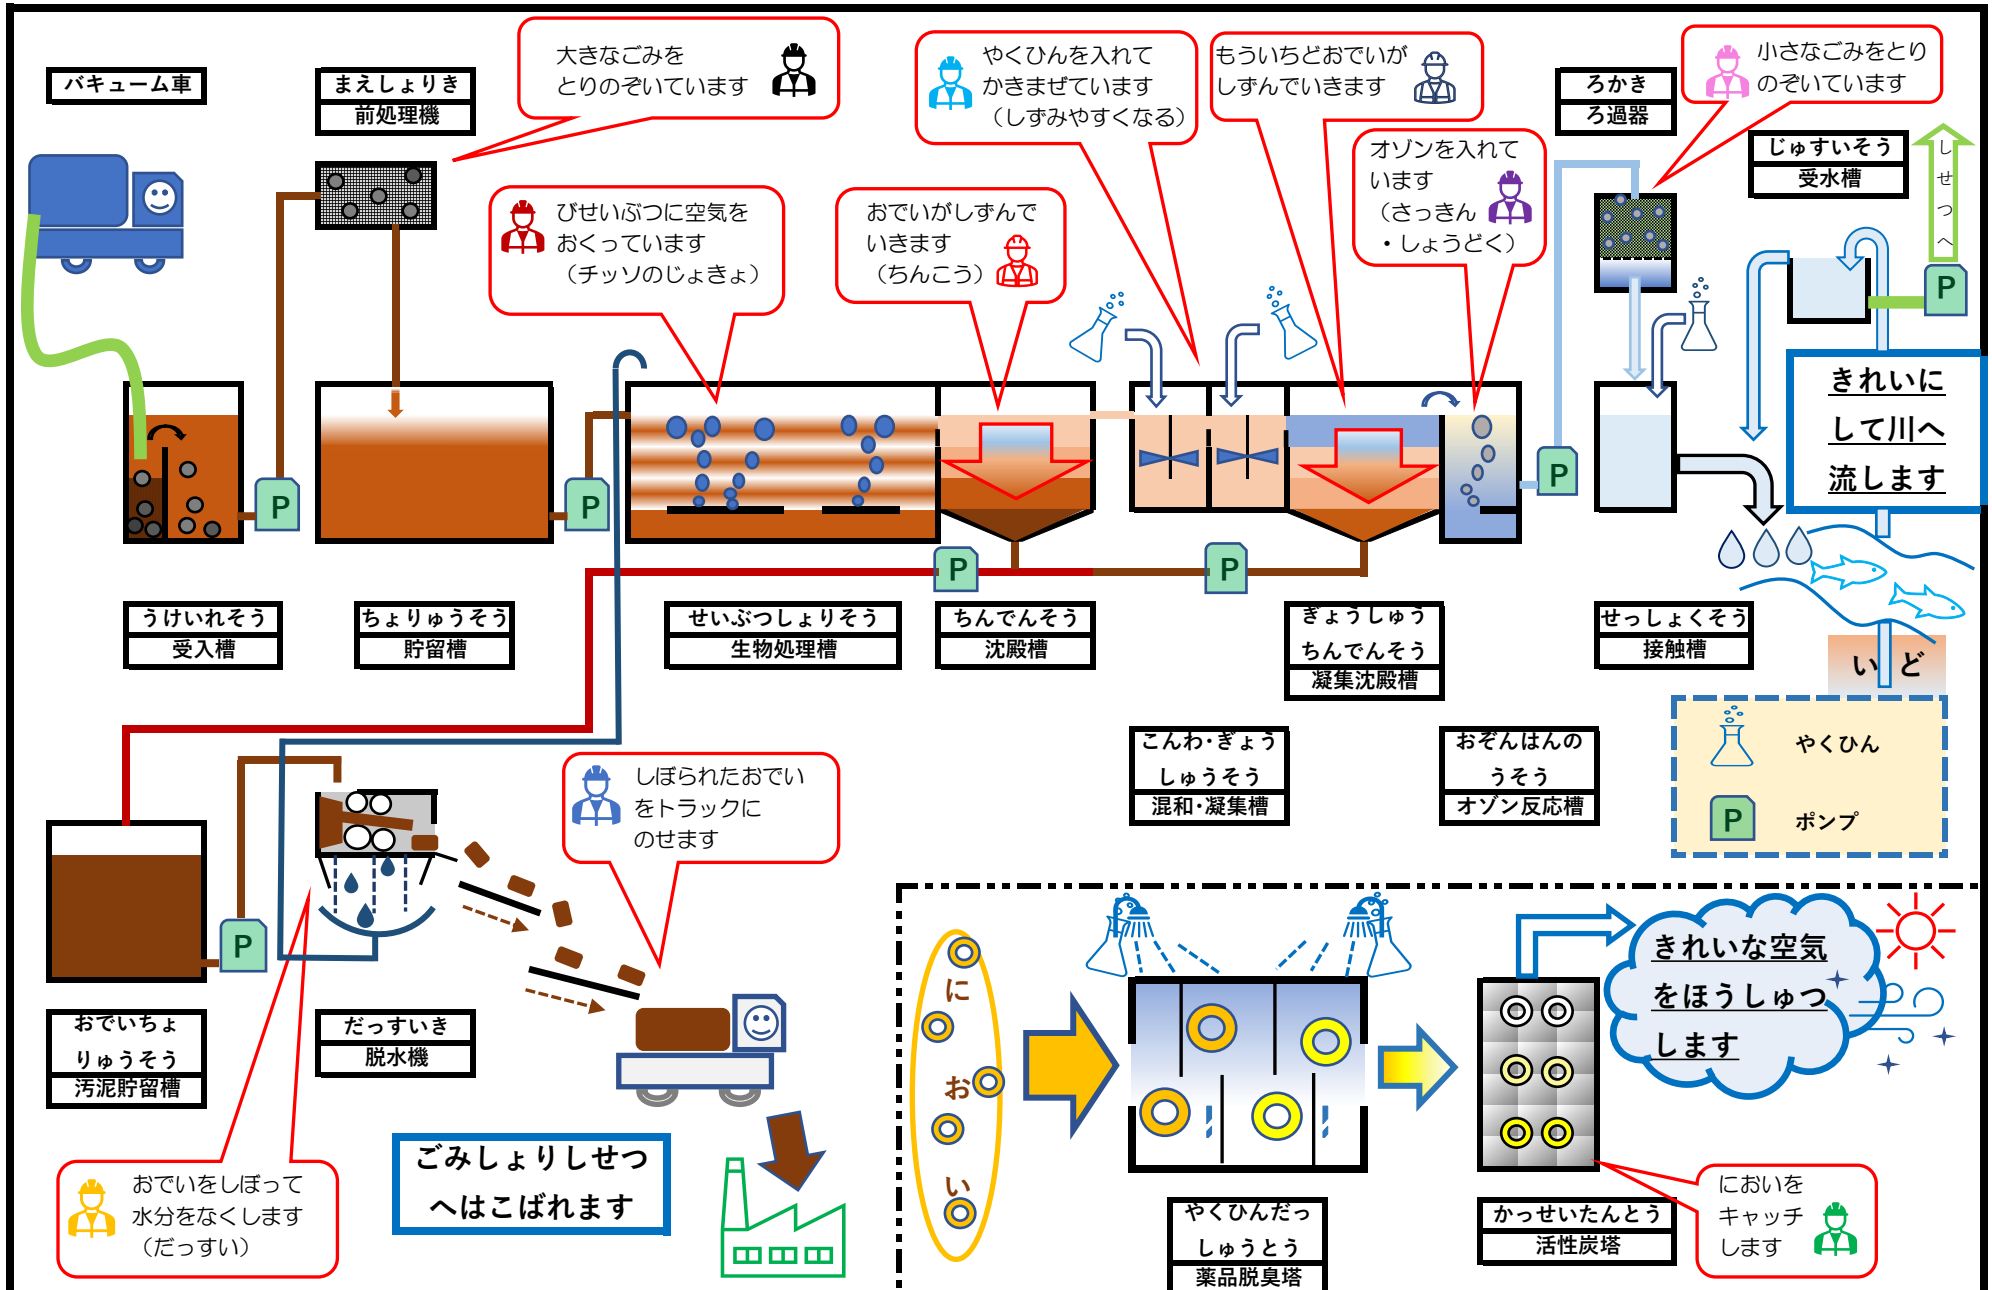 バキューム車
まえしょりき
前処理機
大きなごみを
とりのぞいています
やくひんを入れて
かきまぜています
（しずみやすくなる）
もういちどおでいが
しずんでいきます
ろかき
ろ過器
小さなごみをとり
のぞいています
じゅすいそう
受水槽
しせつへ
びせいぶつに空気を
おくっています
（チッソのじょきょ）
おでいがしずんで
いきます
（ちんこう）
オゾンを入れて
います
（さっきん
・しょうどく）
P
P
P
P
P
P
P
きれいに
して川へ
流します
うけいれそう
受入槽
ちょりゅうそう
貯留槽
せいぶつしょりそう
生物処理槽
ちんでんそう
沈殿槽
ぎょうしゅう
ちんでんそう
凝集沈殿槽
せっしょくそう
接触槽
いど
こんわ・ぎょう
しゅうそう
混和・凝集槽
おぞんはんの
うそう
オゾン反応槽
やくひん
P
ポンプ
しぼられたおでい
をトラックに
のせます
P
おでいちょ
りゅうそう
汚泥貯留槽
だっすいき
脱水機
おでいをしぼって
水分をなくします
（だっすい）
ごみしょりしせつ
へはこばれます
におい
やくひんだっ
しゅうとう
薬品脱臭塔
かっせいたんとう
活性炭塔
きれいな空気
をほうしゅつ
します
においを
キャッチ
します